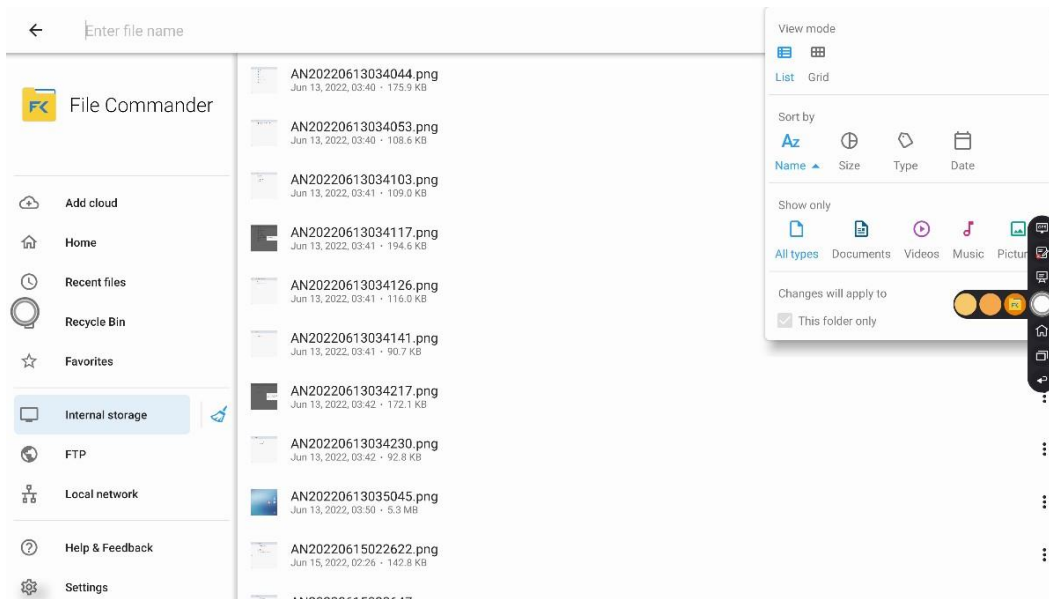 Enter file name
File Commander
Add cloud
Home
Recent files
Recycle Bin
Favorites
Internal storage
FTP
Local network
Help & Feedback
Settings
AN20220613034044.png
Jun 13, 2022, 03:40 · 175.9 KB
AN20220613034053.png
Jun 13, 2022, 03:40 · 108.6 KB
AN20220613034103.png
Jun 13, 2022, 03:41 · 109.0 KB
AN20220613034117.png
Jun 13, 2022, 03:41 · 194.6 KB
AN20220613034126.png
Jun 13, 2022, 03:41 · 116.0 KB
AN20220613034141.png
Jun 13, 2022, 03:41 · 90.7 KB
AN20220613034217.png
Jun 13, 2022, 03:42 · 172.1 KB
AN20220613034230.png
Jun 13, 2022, 03:42 · 92.8 KB
AN20220613035045.png
Jun 13, 2022, 03:50 · 5.3 MB
AN20220615022622.png
Jun 15, 2022, 02:26 · 142.8 KB
View mode
List Grid
Sort by
Name Size Type Date
Show only
All types Documents Videos Music Pictur
Changes will apply to
This folder only